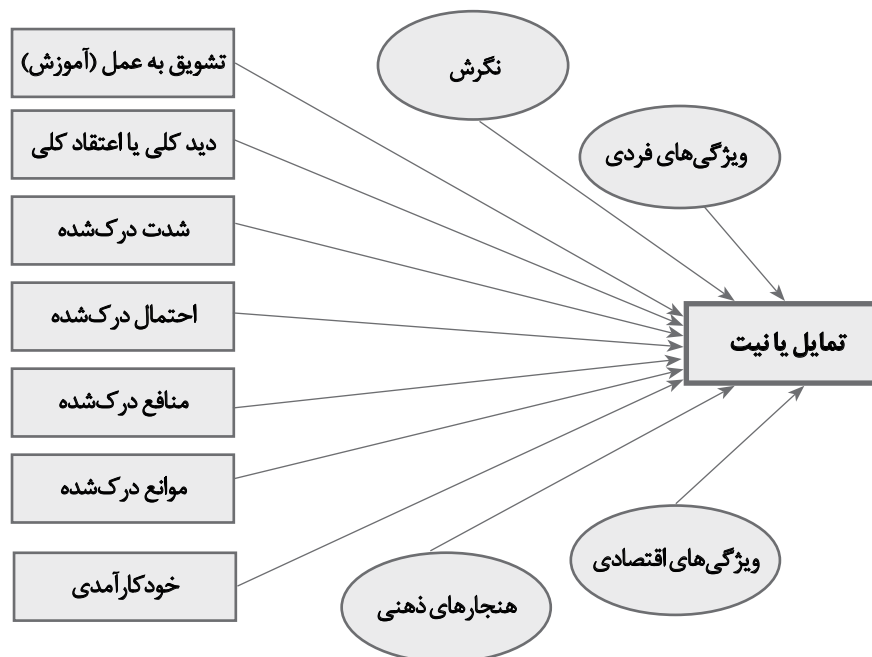 تشویق به عمل (آموزش)
نگرش
دید کلی یا اعتقاد کلی
ویژگی‌های فردی
شدت درک‌شده
احتمال درک‌شده
تمایل یا نیت
منافع درک‌شده
موانع درک‌شده
ویژگی‌های اقتصادی
خودکارآمدی
هنجارهای ذهنی